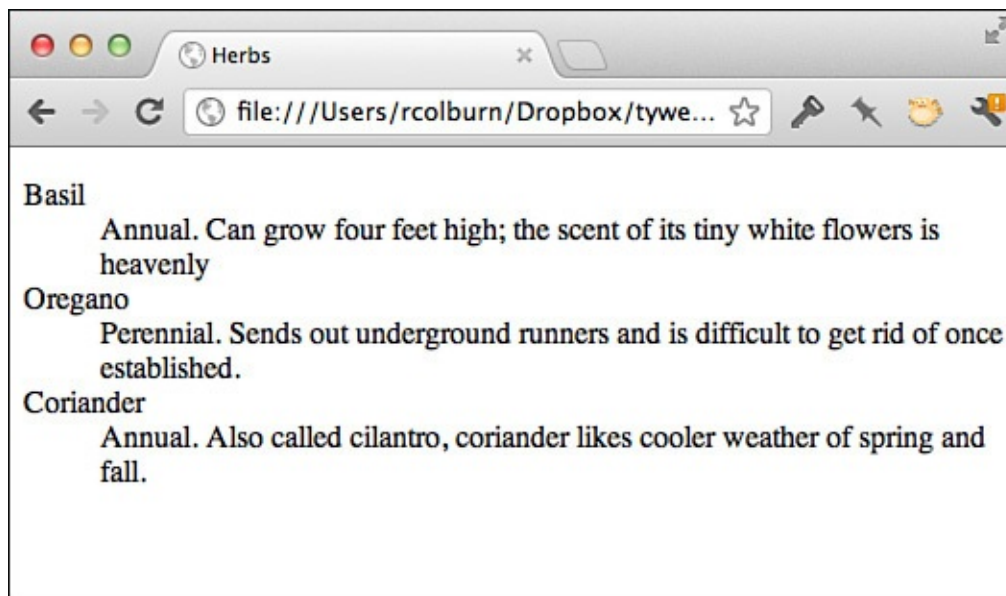 Herbs
file:///Users/rcolburn/Dropbox/tywe...
Basil
Annual. Can grow four feet high; the scent of its tiny white flowers is
heavenly
Oregano
Perennial. Sends out underground runners and is difficult to get rid of once
established.
Coriander
Annual. Also called cilantro, coriander likes cooler weather of spring and
fall.